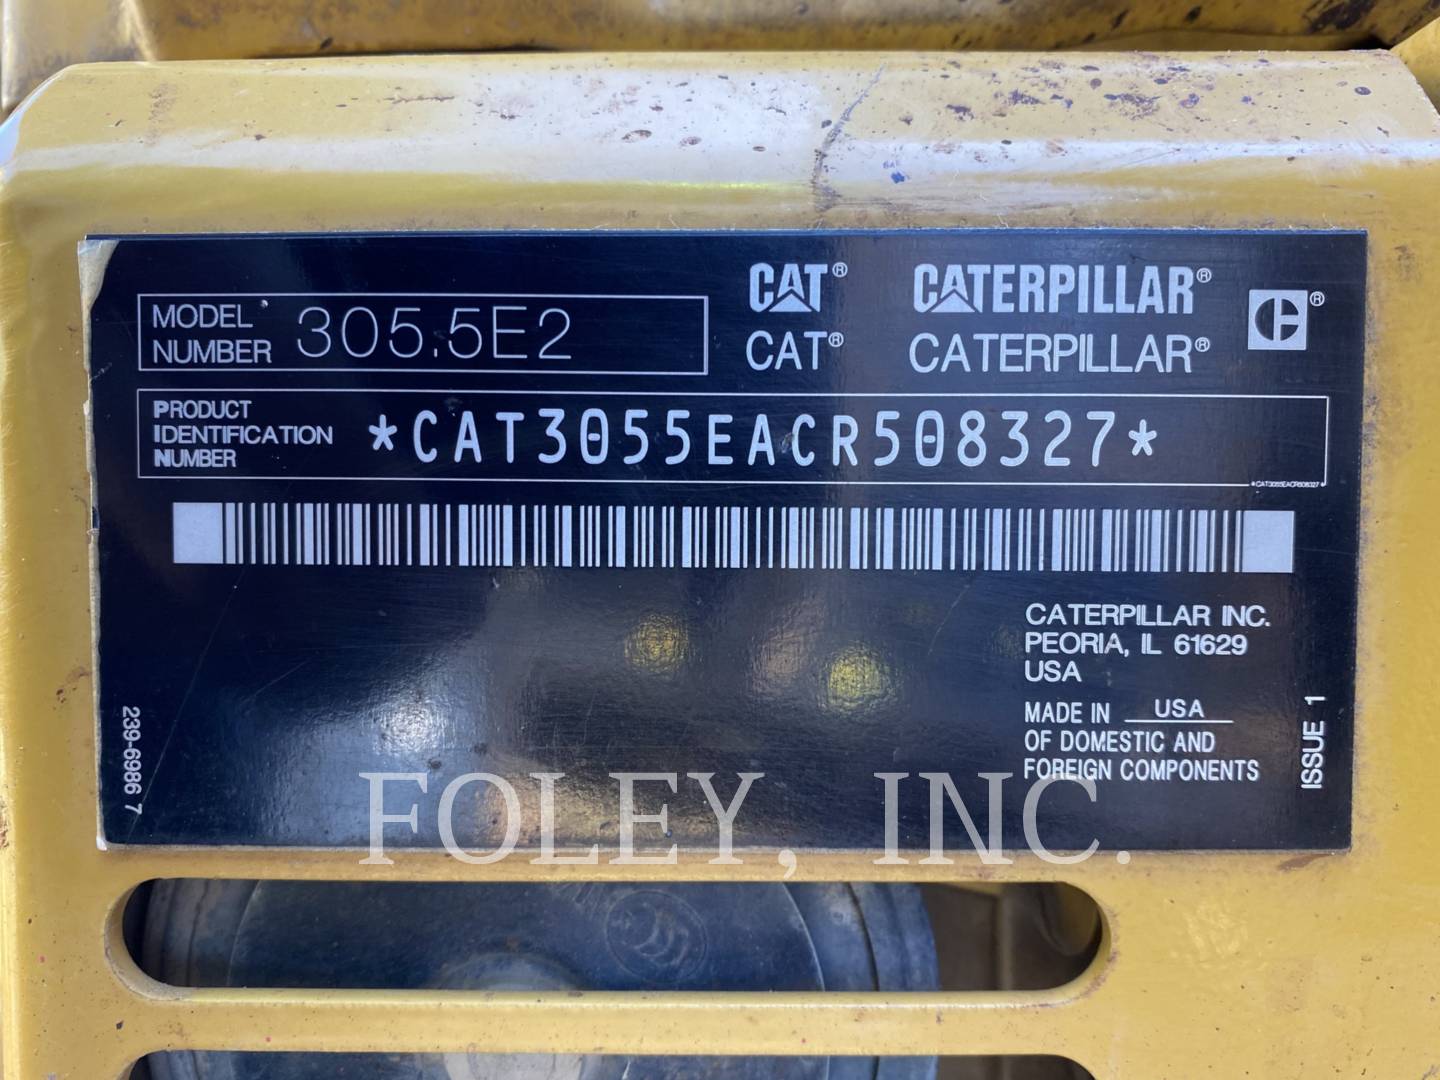 MODEL NUMBER 305.5E2
CAT® CATERPILLAR® ®
CAT® CATERPILLAR®
PRODUCT IDENTIFICATION NUMBER *CAT3055EACR508327*
*CAT3055EACR508327*
CATERPILLAR INC.
PEORIA, IL 61629
USA
MADE IN USA
OF DOMESTIC AND
FOREIGN COMPONENTS
ISSUE 1
239-6986 7
FOLEY, INC.